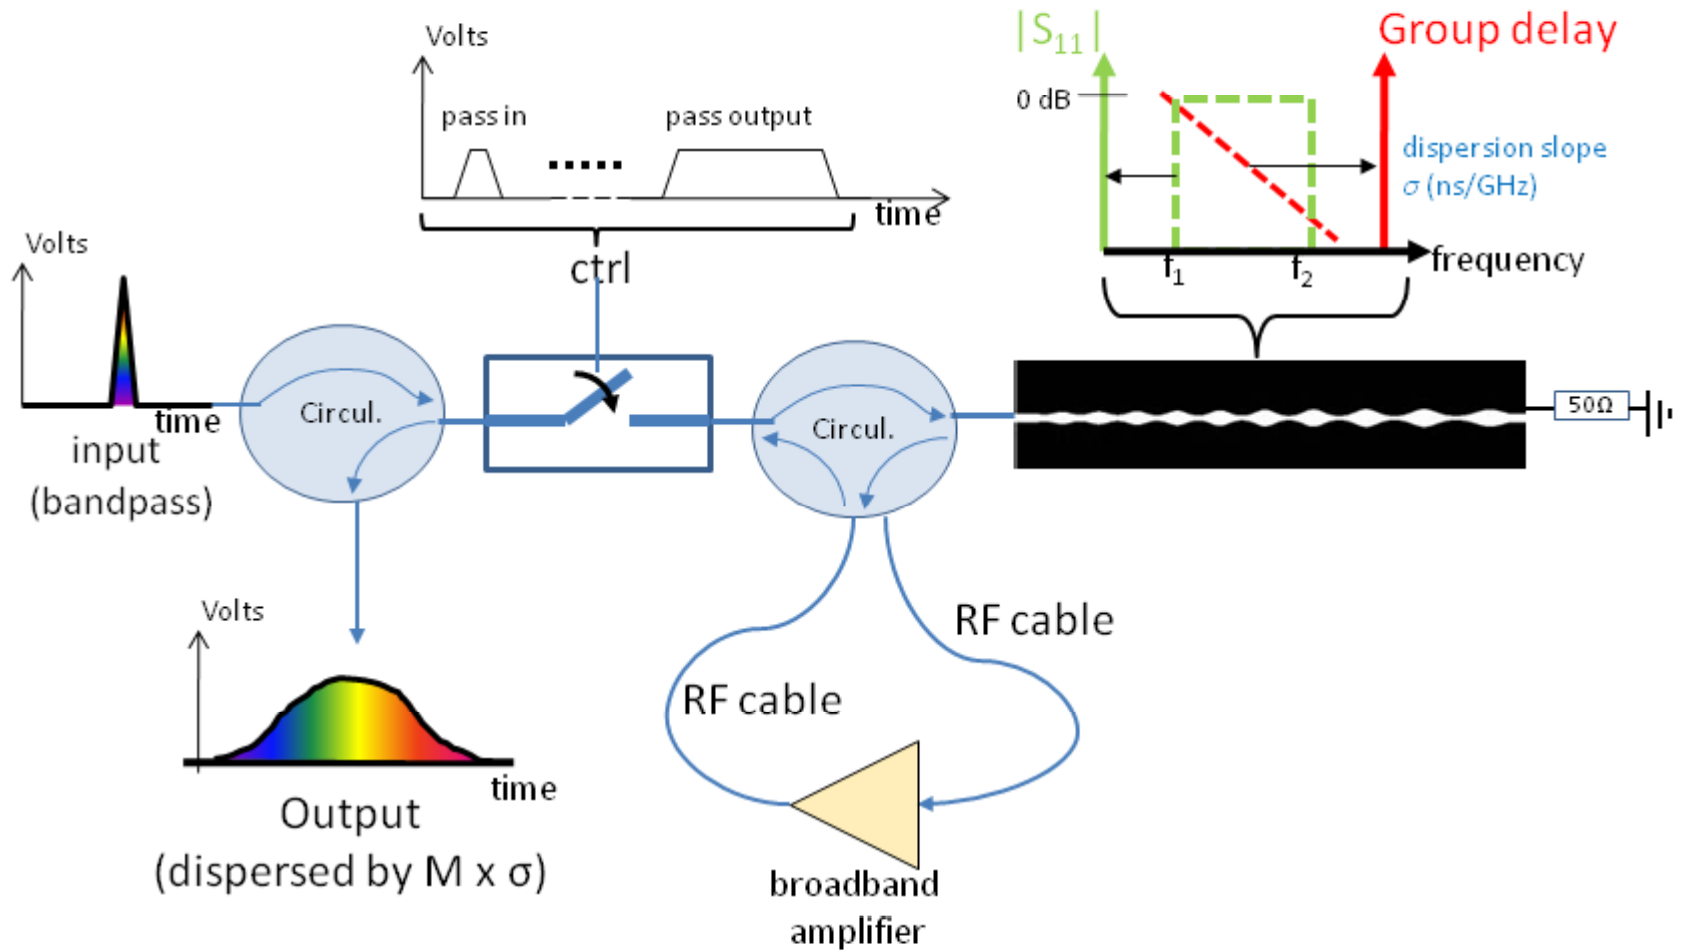 Volts
pass in
pass output
time
ctrl
|S11|
Group delay
0 dB
dispersion slope
σ (ns/GHz)
f1
f2
frequency
Volts
time
input
(bandpass)
Circul.
Circul.
50Ω
Volts
time
Output
(dispersed by M x σ)
RF cable
RF cable
broadband
amplifier